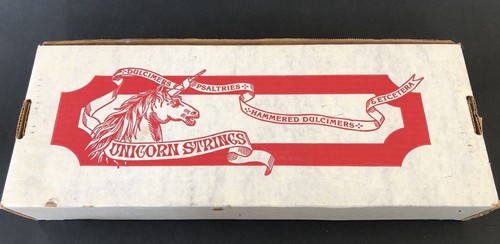 DULCIMERS
PSALTRIES
HAMMERED DULCIMERS
& ETCETERA
UNICORN STRINGS